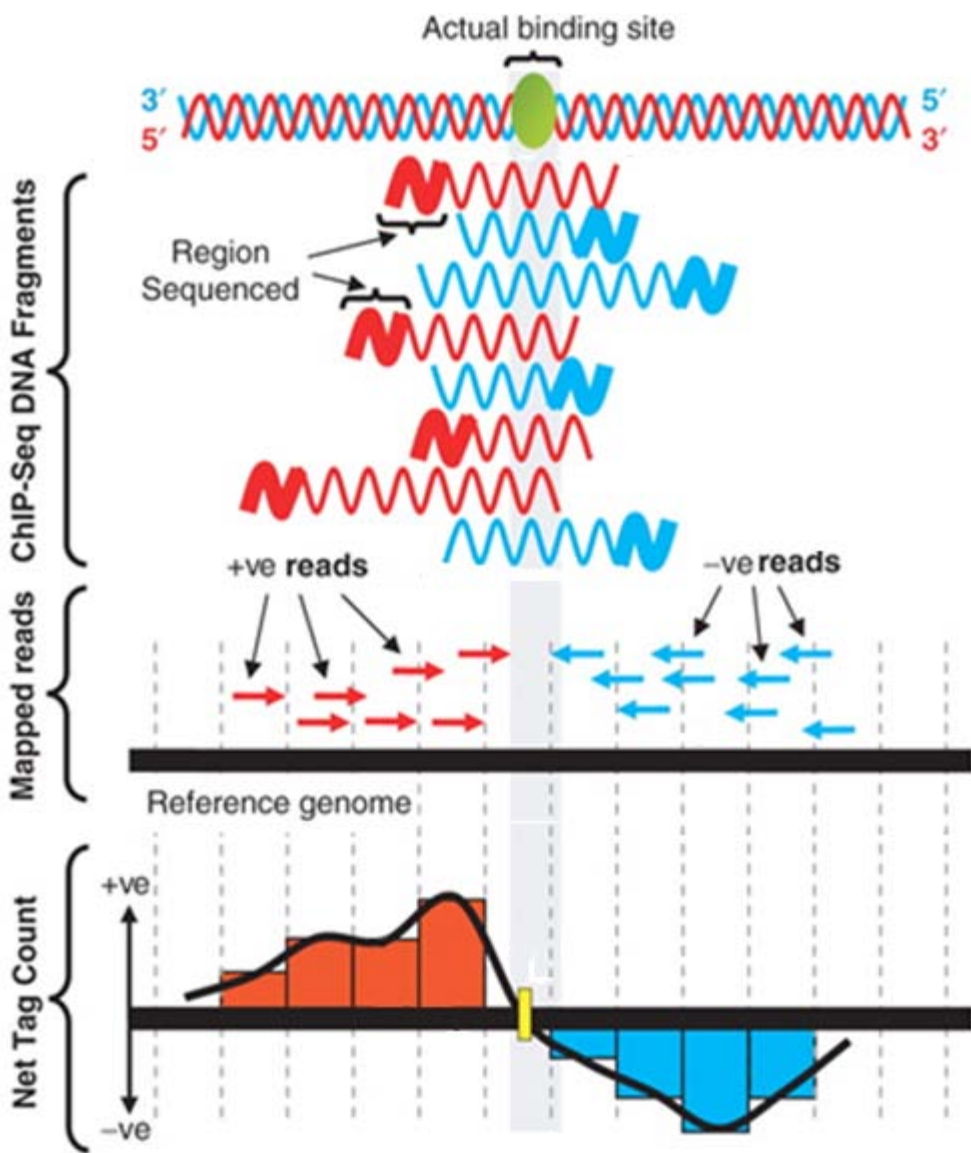 Actual binding site
3′
5′
5′
3′
ChIP-Seq DNA Fragments
Region
Sequenced
+ve reads
−ve reads
Mapped reads
Reference genome
Net Tag Count
+ve
−ve